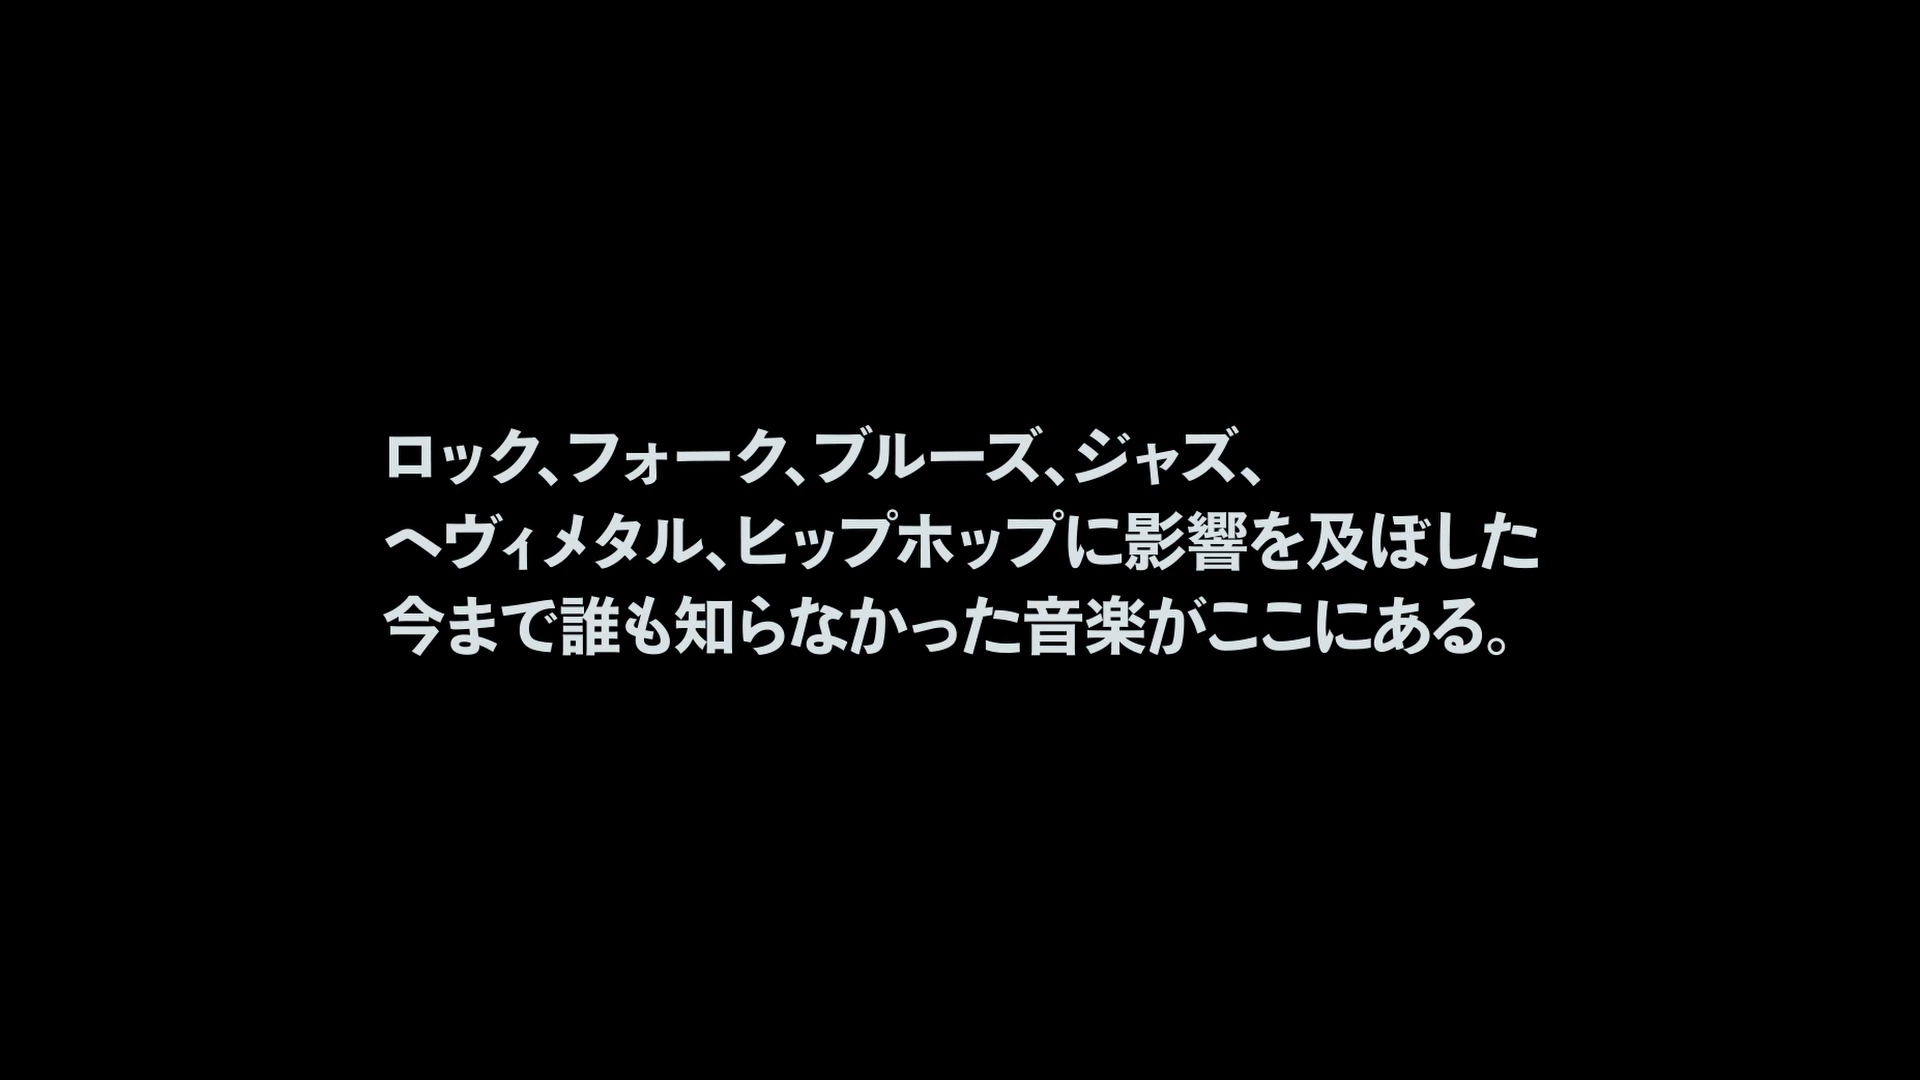 ロック、フォーク、ブルーズ、ジャズ、
ヘヴィメタル、ヒップホップに影響を及ぼした
今まで誰も知らなかった音楽がここにある。